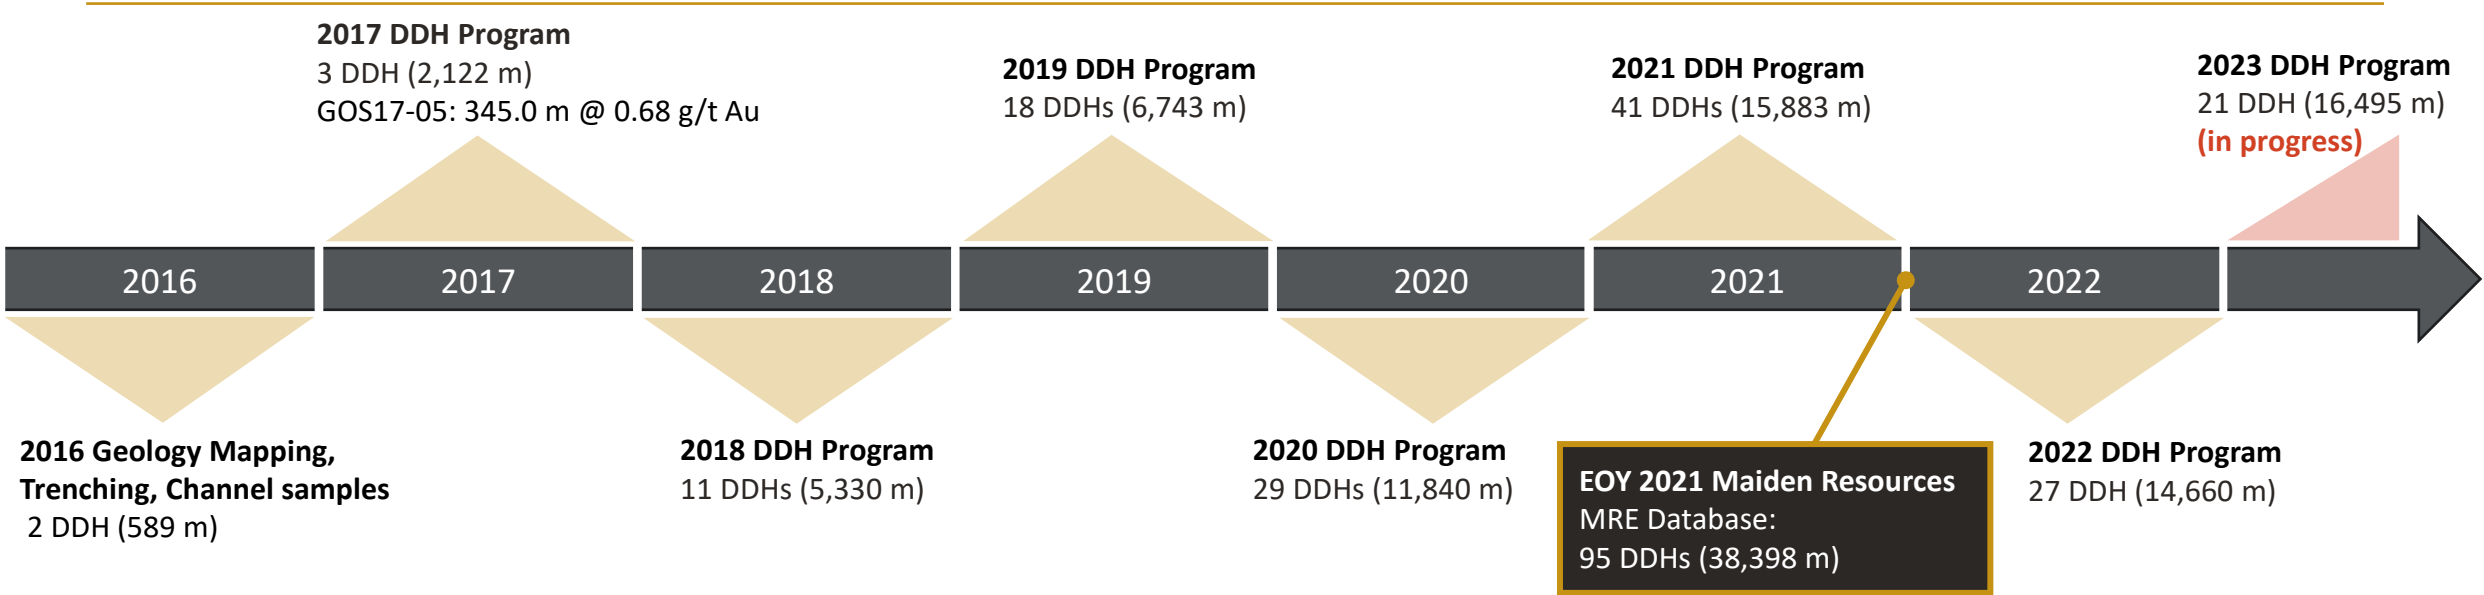 2017 DDH Program
3 DDH (2,122 m)
GOS17-05: 345.0 m @ 0.68 g/t Au
2019 DDH Program
18 DDHs (6,743 m)
2021 DDH Program
41 DDHs (15,883 m)
2023 DDH Program
21 DDH (16,495 m)
(in progress)
2016
2017
2018
2019
2020
2021
2022
2016 Geology Mapping,
Trenching, Channel samples
2 DDH (589 m)
2018 DDH Program
11 DDHs (5,330 m)
2020 DDH Program
29 DDHs (11,840 m)
EOY 2021 Maiden Resources
MRE Database:
95 DDHs (38,398 m)
2022 DDH Program
27 DDH (14,660 m)